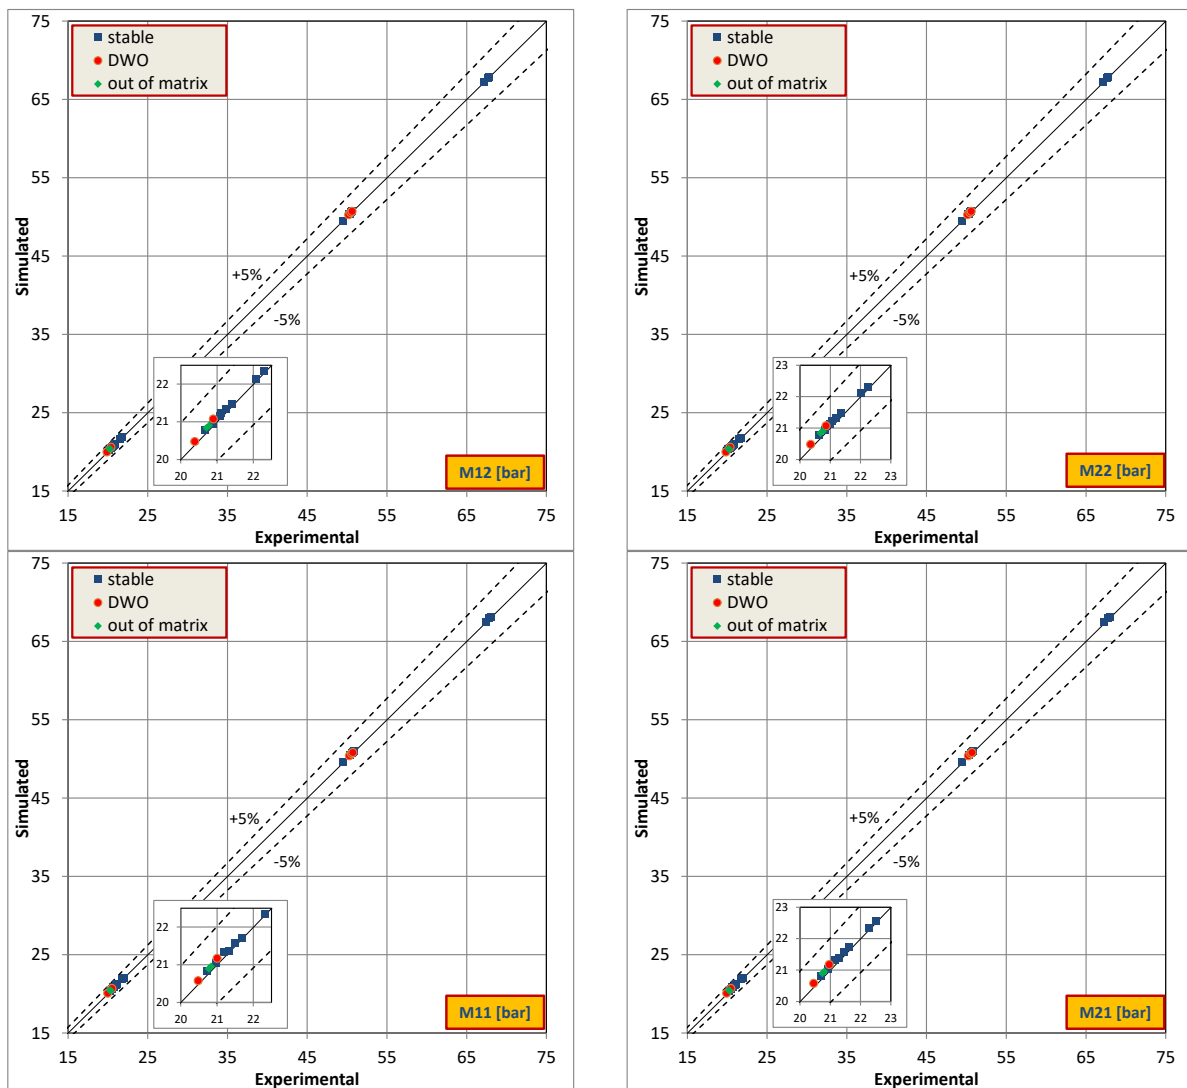 75
65
55
45
35
25
15
15 25 35 45 55 65 75
Simulated
Experimental
stable
DWO
out of matrix
+5%
-5%
22
21
20
20 21 22
M12 [bar]
75
65
55
45
35
25
15
15 25 35 45 55 65 75
Simulated
Experimental
stable
DWO
out of matrix
+5%
-5%
23
22
21
20
20 21 22 23
M22 [bar]
75
65
55
45
35
25
15
15 25 35 45 55 65 75
Simulated
Experimental
stable
DWO
out of matrix
+5%
-5%
22
21
20
20 21 22
M11 [bar]
75
65
55
45
35
25
15
15 25 35 45 55 65 75
Simulated
Experimental
stable
DWO
out of matrix
+5%
-5%
23
22
21
20
20 21 22 23
M21 [bar]